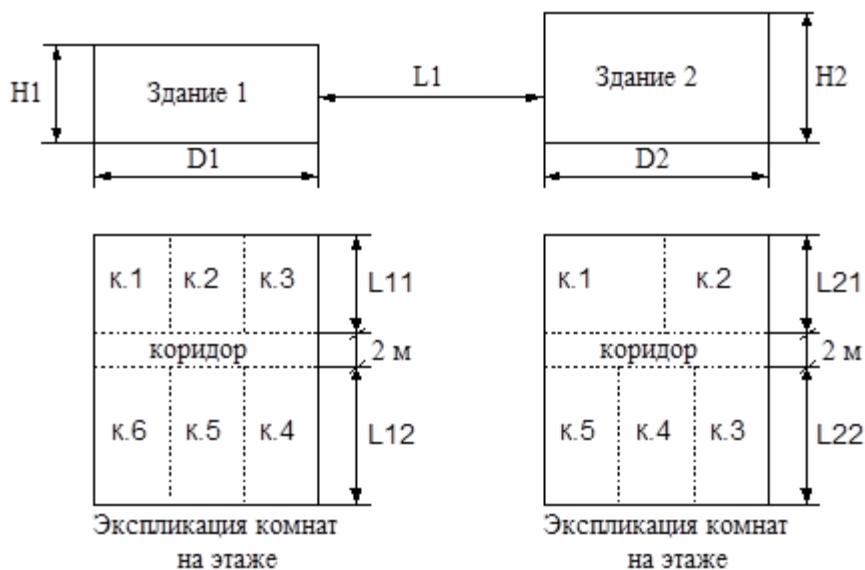 H1
Здание 1
L1
Здание 2
H2
D1
D2
к.1 к.2 к.3
L11
к.1 к.2
L21
коридор
2 м
коридор
2 м
к.6 к.5 к.4
L12
к.5 к.4 к.3
L22
Экспликация комнат
на этаже
Экспликация комнат
на этаже